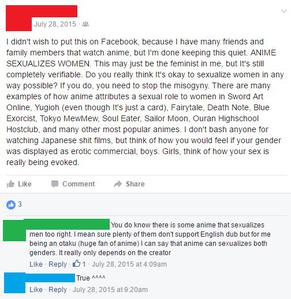 July 28, 2015 ·
I didn't wish to put this on Facebook, because I have many friends and
family members that watch anime, but I'm done keeping this quiet. ANIME
SEXUALIZES WOMEN. This may just be the feminist in me, but It's still
completely verifiable. Do you really think it's okay to sexualize women in any
way possible? If you do, you need to stop the misogyny. There are many
examples of how anime attributes a sexual role to women in Sword Art
Online, Yugioh (even though It's just a card), Fairytale, Death Note, Blue
Exorcist, Tokyo MewMew, Soul Eater, Sailor Moon, Ouran Highschool
Hostclub, and many other most popular animes. I don't bash anyone for
watching Japanese shit films, but think of how you would feel if your gender
was displayed as erotic commercial, boys. Girls, think of how your sex is
really being evoked.
Like Comment Share
3
You do know there is some anime that sexualizes
men too right. I mean sure plenty of them don't support English dub but for me
being an otaku (huge fan of anime) I can say that anime can sexualizes both
genders. It really only depends on the creator
Like · Reply · 1 · July 28, 2015 at 4:09am
True ^^^^
Like · Reply · July 28, 2015 at 9:20am